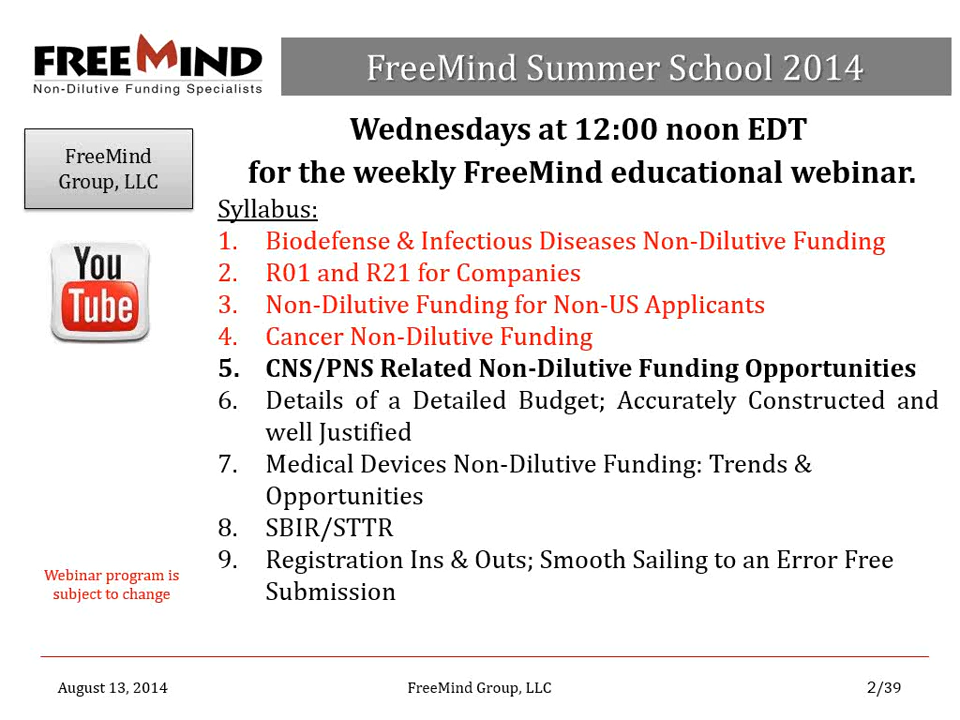 FREEMIND
Non-Dilutive Funding Specialists
FreeMind Summer School 2014
FreeMind
Group, LLC
You
Tube
Webinar program is
subject to change
Wednesdays at 12:00 noon EDT
for the weekly FreeMind educational webinar.
Syllabus:
1. Biodefense & Infectious Diseases Non-Dilutive Funding
2. R01 and R21 for Companies
3. Non-Dilutive Funding for Non-US Applicants
4. Cancer Non-Dilutive Funding
5. CNS/PNS Related Non-Dilutive Funding Opportunities
6. Details of a Detailed Budget; Accurately Constructed and
well Justified
7. Medical Devices Non-Dilutive Funding: Trends &
Opportunities
8. SBIR/STTR
9. Registration Ins & Outs; Smooth Sailing to an Error Free
Submission
August 13, 2014
FreeMind Group, LLC
2/39